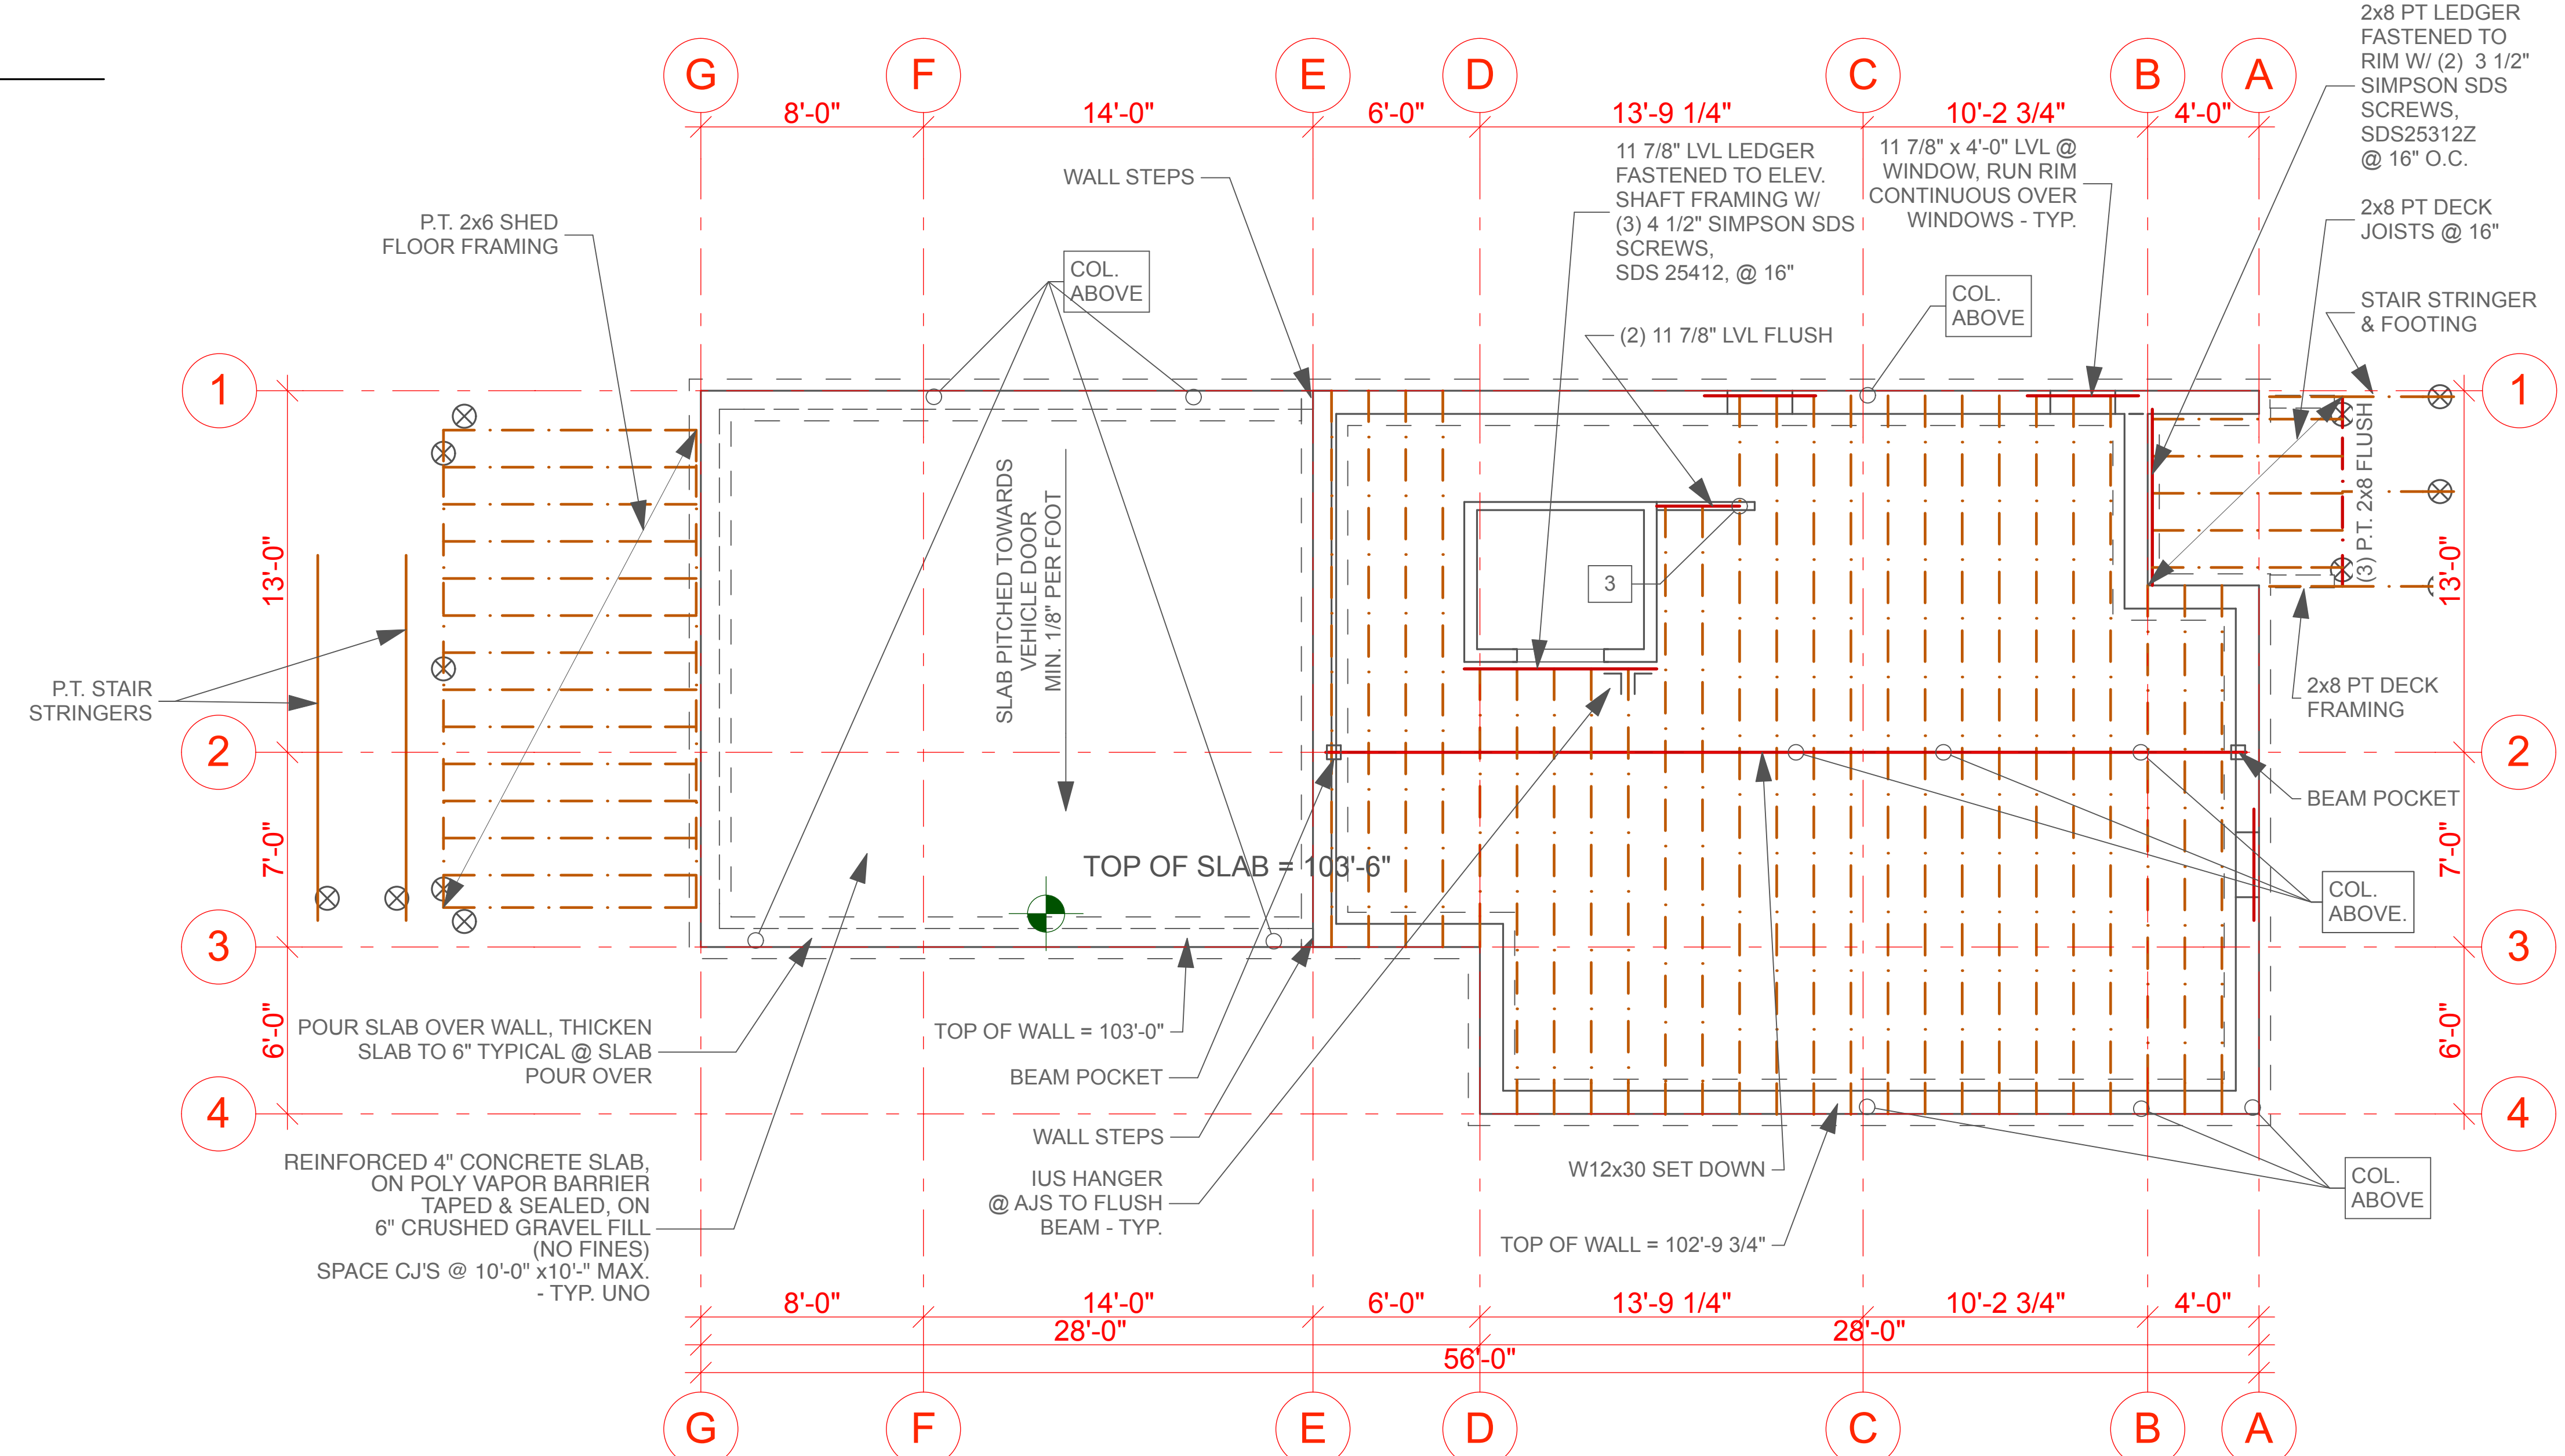 2x8 PT LEDGER
FASTENED TO
RIM W/ (2) 3 1/2"
SIMPSON SDS
SCREWS,
SDS25312Z
@ 16" O.C.
G
F
E
D
C
B
A
8'-0"
14'-0"
6'-0"
13'-9 1/4"
10'-2 3/4"
4'-0"
WALL STEPS
11 7/8" LVL LEDGER
FASTENED TO ELEV.
SHAFT FRAMING W/
(3) 4 1/2" SIMPSON SDS
SCREWS,
SDS 25412, @ 16"
11 7/8" x 4'-0" LVL @
WINDOW, RUN RIM
CONTINUOUS OVER
WINDOWS - TYP.
2x8 PT DECK
JOISTS @ 16"
P.T. 2x6 SHED
FLOOR FRAMING
COL.
ABOVE
COL.
ABOVE
STAIR STRINGER
& FOOTING
(2) 11 7/8" LVL FLUSH
1
1
(3) P.T. 2x8 FLUSH
13'-0"
13'-0"
SLAB PITCHED TOWARDS
VEHICLE DOOR
MIN. 1/8" PER FOOT
3
P.T. STAIR
STRINGERS
2x8 PT DECK
FRAMING
2
2
BEAM POCKET
7'-0"
7'-0"
TOP OF SLAB = 103'-6"
COL.
ABOVE.
3
3
6'-0"
6'-0"
POUR SLAB OVER WALL, THICKEN
SLAB TO 6" TYPICAL @ SLAB
POUR OVER
TOP OF WALL = 103'-0"
BEAM POCKET
4
4
WALL STEPS
W12x30 SET DOWN
REINFORCED 4" CONCRETE SLAB,
ON POLY VAPOR BARRIER
TAPED & SEALED, ON
6" CRUSHED GRAVEL FILL
(NO FINES)
SPACE CJ'S @ 10'-0" x10'-" MAX.
- TYP. UNO
IUS HANGER
@ AJS TO FLUSH
BEAM - TYP.
COL.
ABOVE
TOP OF WALL = 102'-9 3/4"
8'-0"
14'-0"
6'-0"
13'-9 1/4"
10'-2 3/4"
4'-0"
28'-0"
28'-0"
56'-0"
G
F
E
D
C
B
A